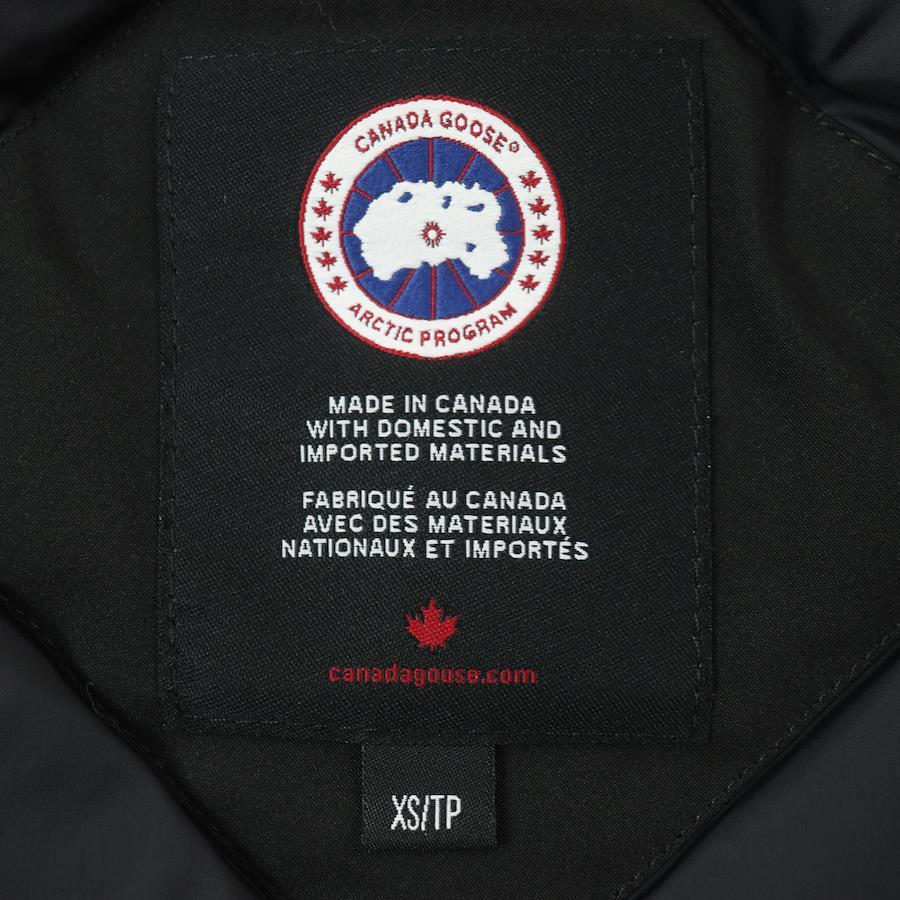 CANADA GOOSE®
ARCTIC PROGRAM
MADE IN CANADA
WITH DOMESTIC AND
IMPORTED MATERIALS
FABRIQUÉ AU CANADA
AVEC DES MATERIAUX
NATIONAUX ET IMPORTÉS
canadagoose.com
XS/TP